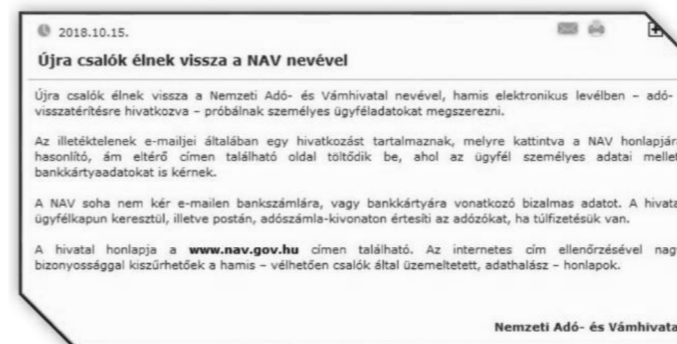 2018.10.15.
Újra csalók élnek vissza a NAV nevével
Újra csalók élnek vissza a Nemzeti Adó- és Vámhivatal nevével, hamis elektronikus levélben – adó-
visszatérítésre hivatkozva – próbálnak személyes ügyféladatokat megszerezni.
Az illetéktelenek e-mailjei általában egy hivatkozást tartalmaznak, melyre kattintva a NAV honlapjár
hasonlító, ám eltérő címen található oldal töltődik be, ahol az ügyfél személyes adatai mellet
bankkártyaadatokat is kérnek.
A NAV soha nem kér e-mailen bankszámlára, vagy bankkártyára vonatkozó bizalmas adatot. A hivata
ügyfélkapun keresztül, illetve postán, adószámla-kivonaton értesíti az adózókat, ha túlfizetésük van.
A hivatal honlapja a www.nav.gov.hu címen található. Az internetes cím ellenőrzésével nag
bizonyossággal kiszűrhetőek a hamis – vélhetően csalók által üzemeltetett, adathalász – honlapok.
Nemzeti Adó- és Vámhivata